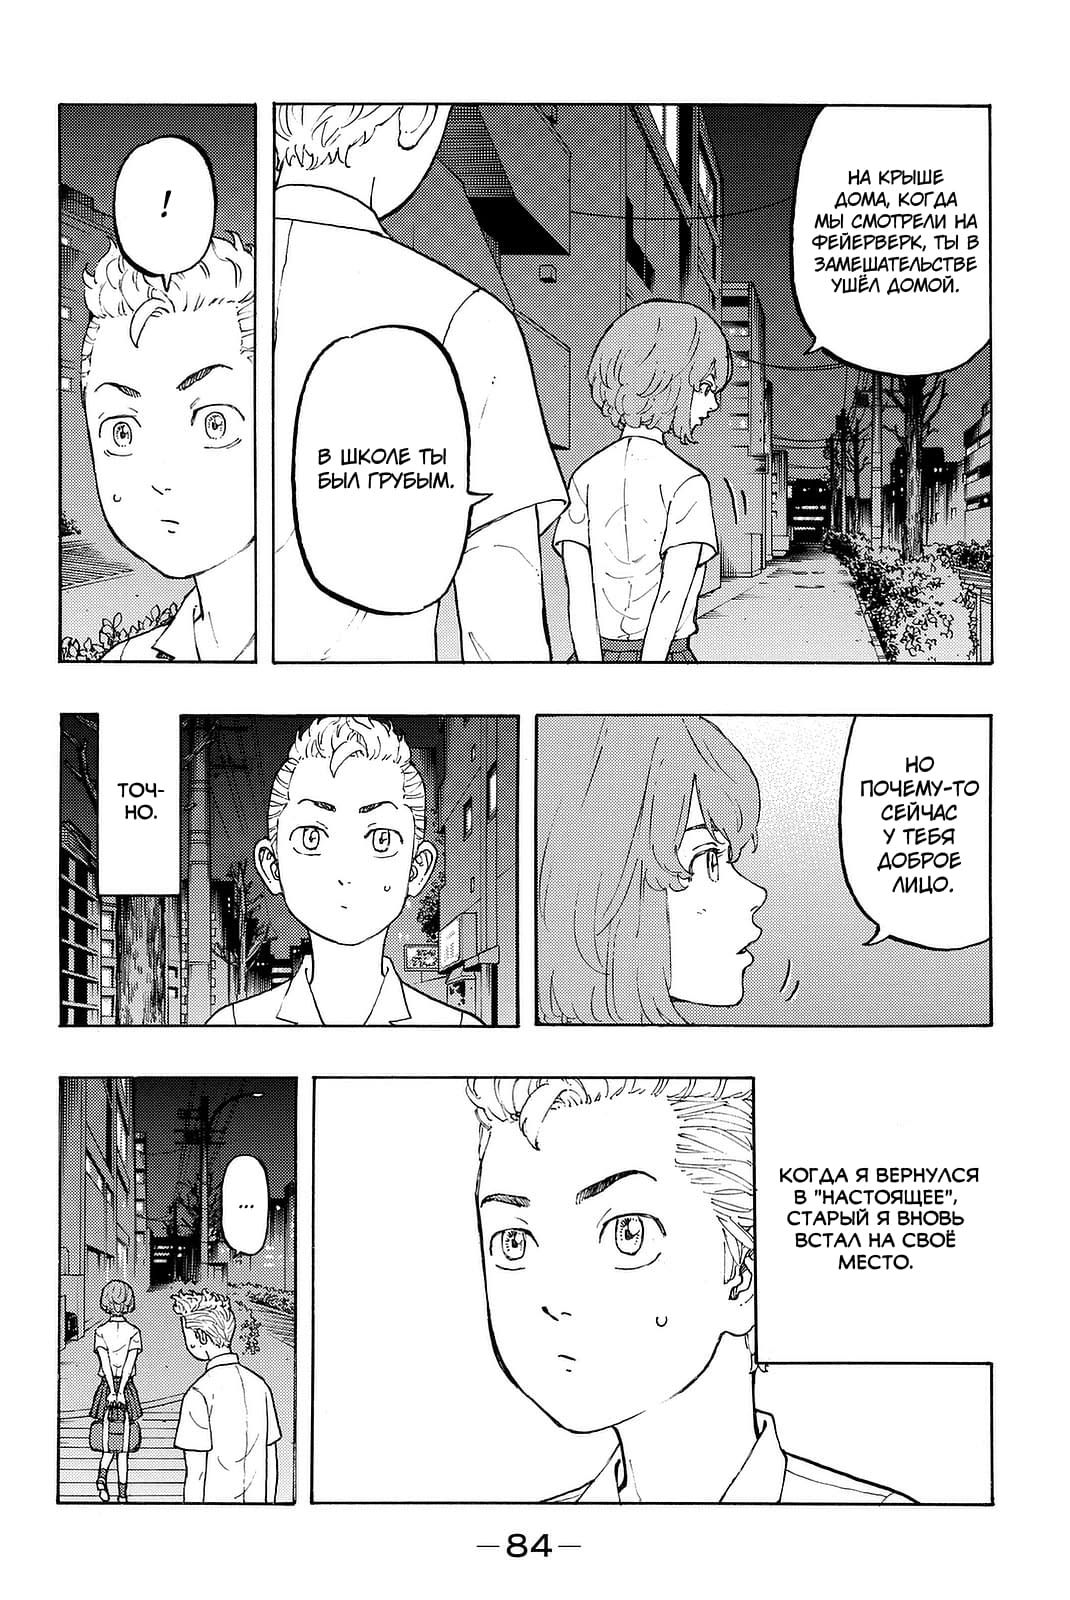 НА КРЫШЕ
ДОМА, КОГДА
МЫ СМОТРЕЛИ НА
ФЕЙЕРВЕРК, ТЫ В
ЗАМЕШАТЕЛЬСТВЕ
УШЁЛ ДОМОЙ.
В ШКОЛЕ ТЫ
БЫЛ ГРУБЫМ.
!
НО
ПОЧЕМУ-ТО
СЕЙЧАС
У ТЕБЯ
ДОБРОЕ
ЛИЦО.
ТОЧ-
НО.
КОГДА Я ВЕРНУЛСЯ
В "НАСТОЯЩЕЕ",
СТАРЫЙ Я ВНОВЬ
ВСТАЛ НА СВОЁ
МЕСТО.
...
—84—